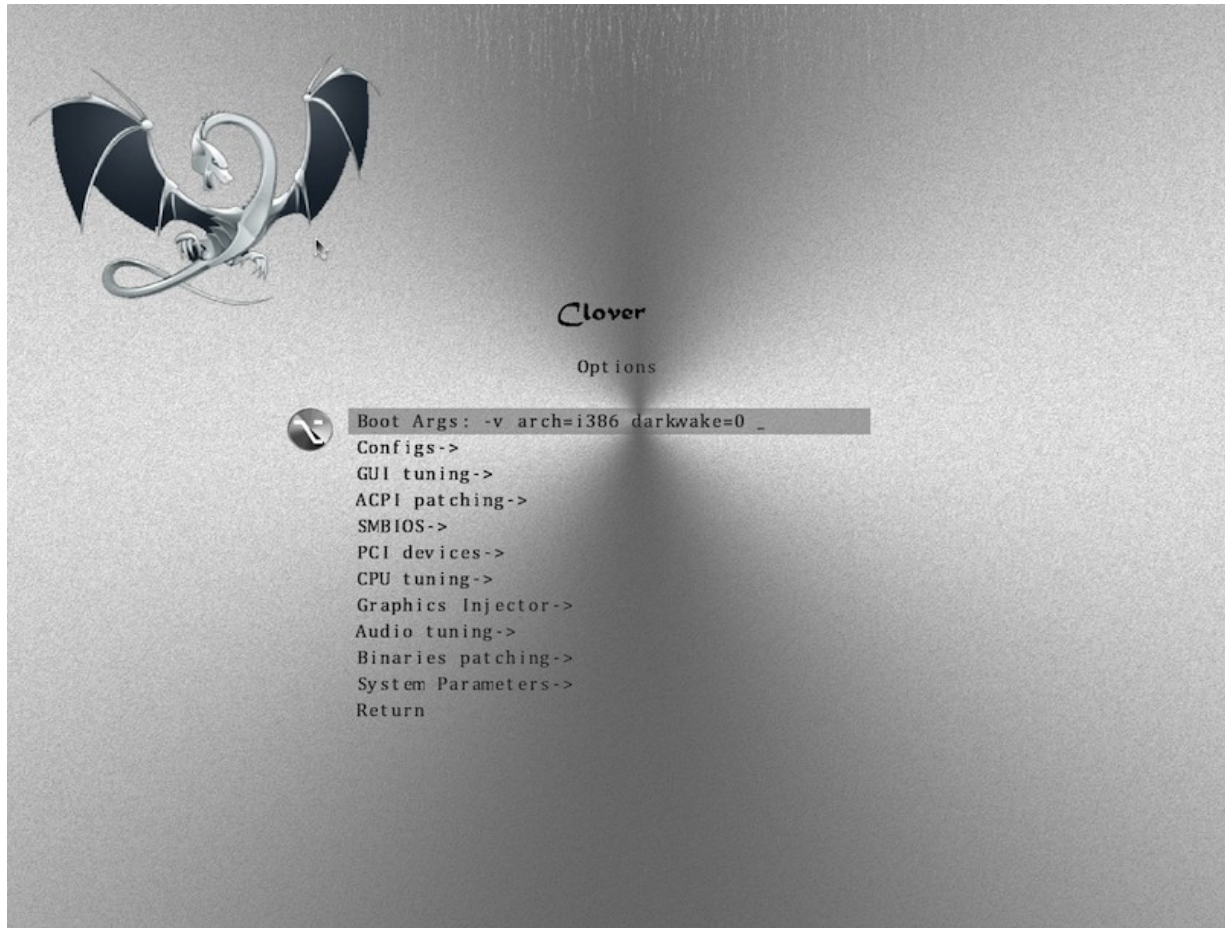 Clover
Options
Boot Args: -v arch=i386 darkwake=0 _
Configs->
GUI tuning->
ACPI patching->
SMBIOS->
PCI devices->
CPU tuning->
Graphics Injector->
Audio tuning->
Binaries patching->
System Parameters->
Return